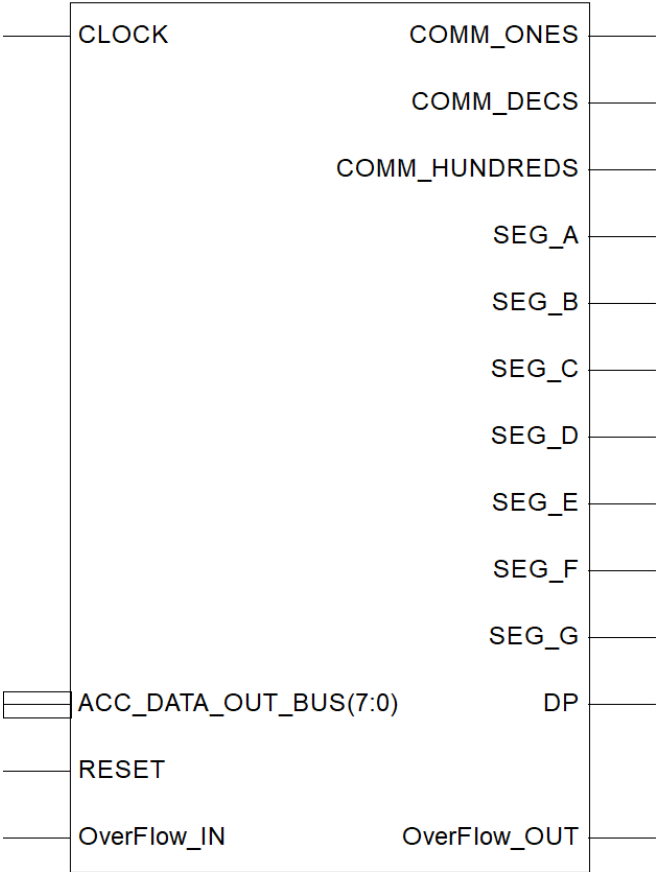 CLOCK COMM_ONES
COMM_DECS
COMM_HUNDREDS
SEG_A
SEG_B
SEG_C
SEG_D
SEG_E
SEG_F
SEG_G
ACC_DATA_OUT_BUS(7:0) DP
RESET
OverFlow_IN OverFlow_OUT